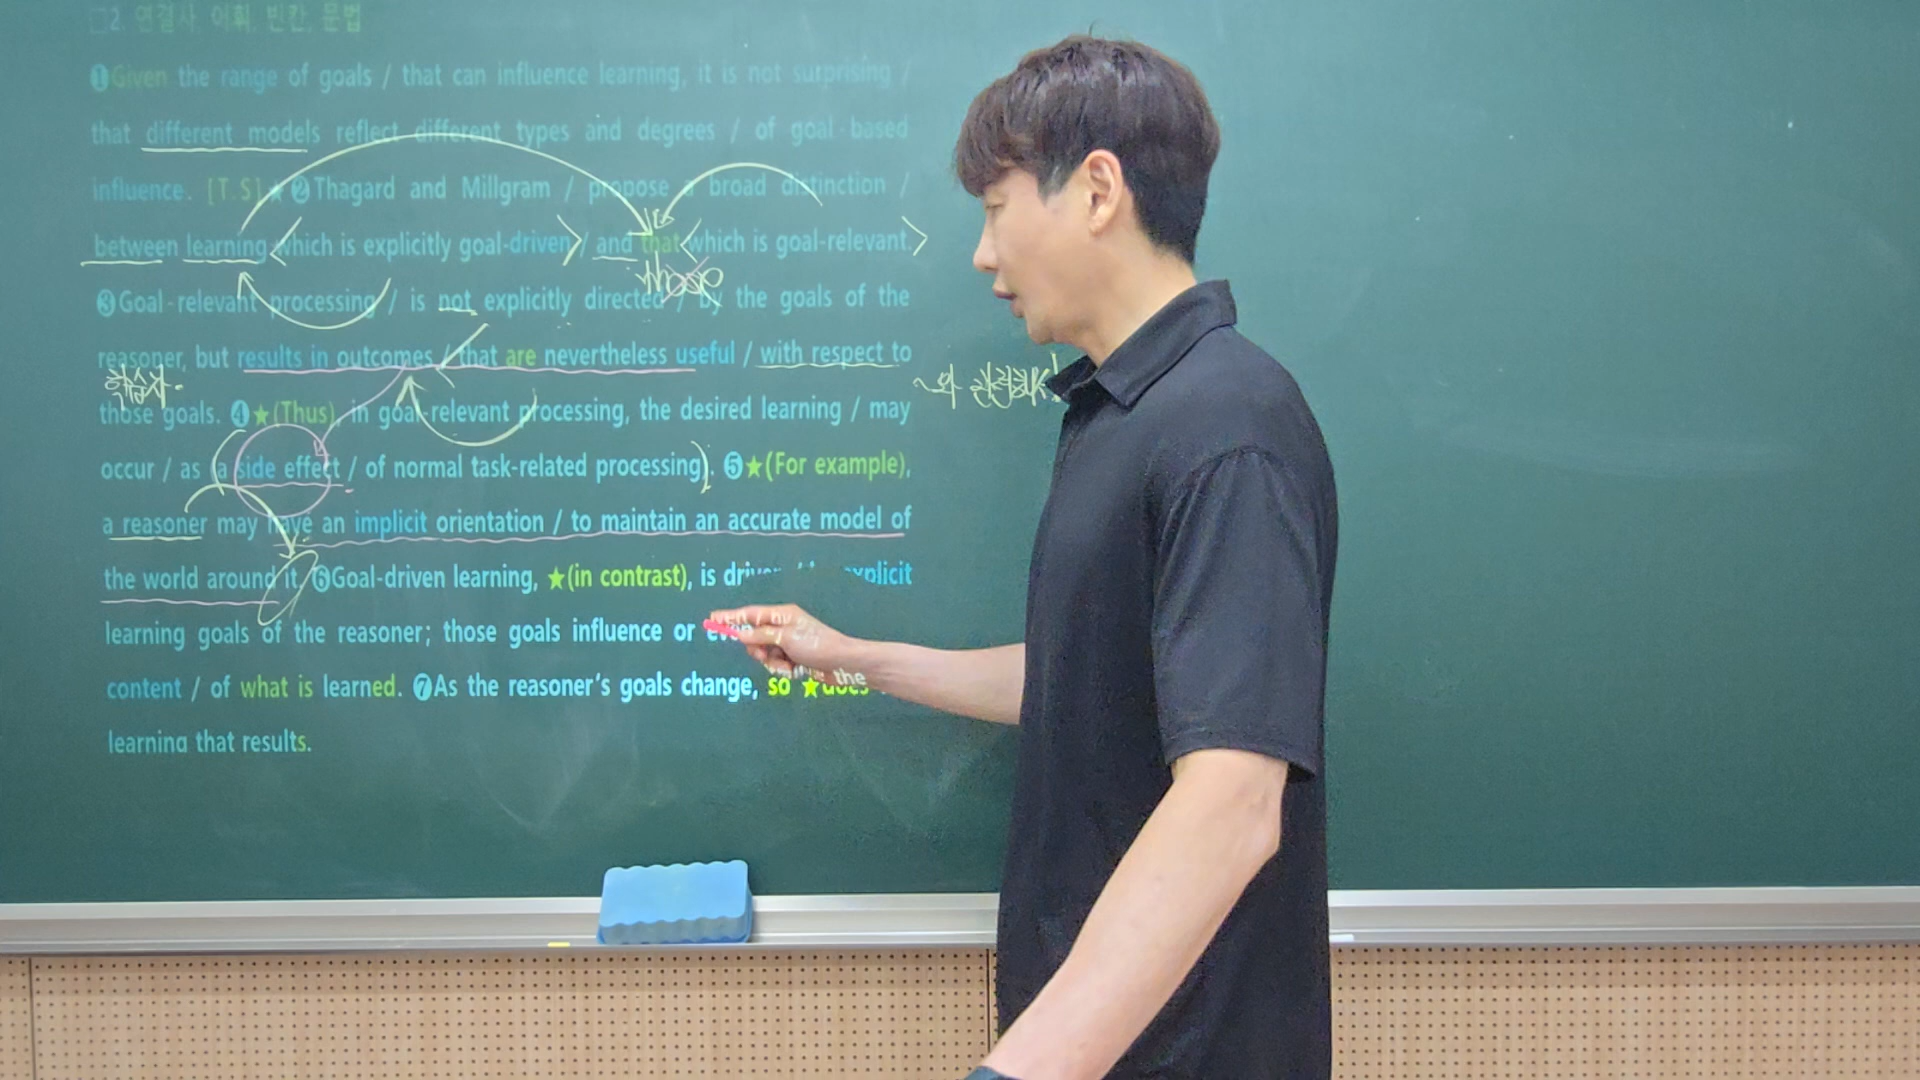 2. 연결사, 어휘, 빈칸, 문법
❶Given the range of goals / that can influence learning, it is not surprising /
that different models reflect different types and degrees / of goal based
influence. [T.S]★ ❷Thagard and Millgram / propose a broad distinction /
between learning <which is explicitly goal-driven> / and that <which is goal-relevant.>
those
❸Goal-relevant processing / is not explicitly directed / by the goals of the
reasoner, but results in outcomes / that are nevertheless useful / with respect to
학습자. ~와 관련해서
those goals. ❹★(Thus), in goal-relevant processing, the desired learning / may
occur / as (a side effect / of normal task-related processing). ❺★(For example),
a reasoner may have an implicit orientation / to maintain an accurate model of
the world around it. ❻Goal-driven learning, ★(in contrast), is driven / by explicit
learning goals of the reasoner; those goals influence or even / the
content / of what is learned. ❼As the reasoner's goals change, so ★does
learning that results.